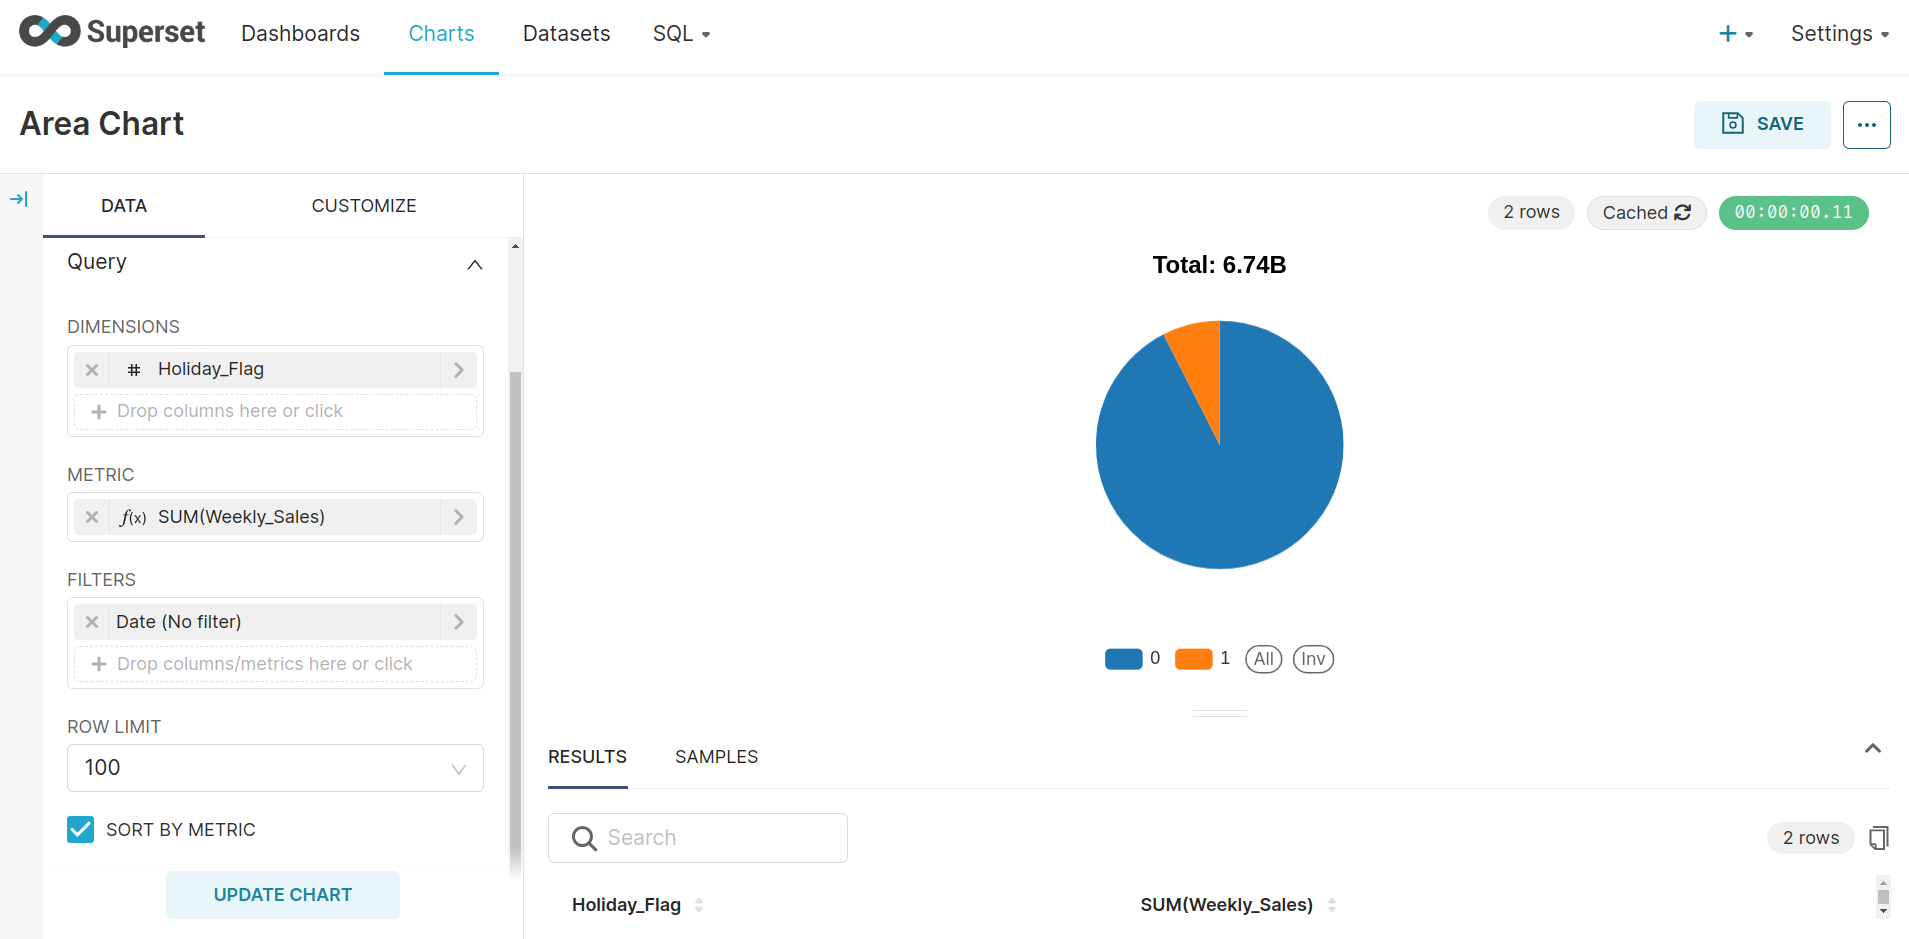 Superset Dashboards Charts Datasets SQL + Settings
Area Chart
SAVE
...
DATA CUSTOMIZE
Query
DIMENSIONS
# Holiday_Flag
+ Drop columns here or click
METRIC
f(x) SUM(Weekly_Sales)
FILTERS
Date (No filter)
+ Drop columns/metrics here or click
ROW LIMIT
100
SORT BY METRIC
UPDATE CHART
2 rows Cached 00:00:00.11
Total: 6.74B
0 1 All Inv
RESULTS SAMPLES
Search
2 rows
Holiday_Flag SUM(Weekly_Sales)